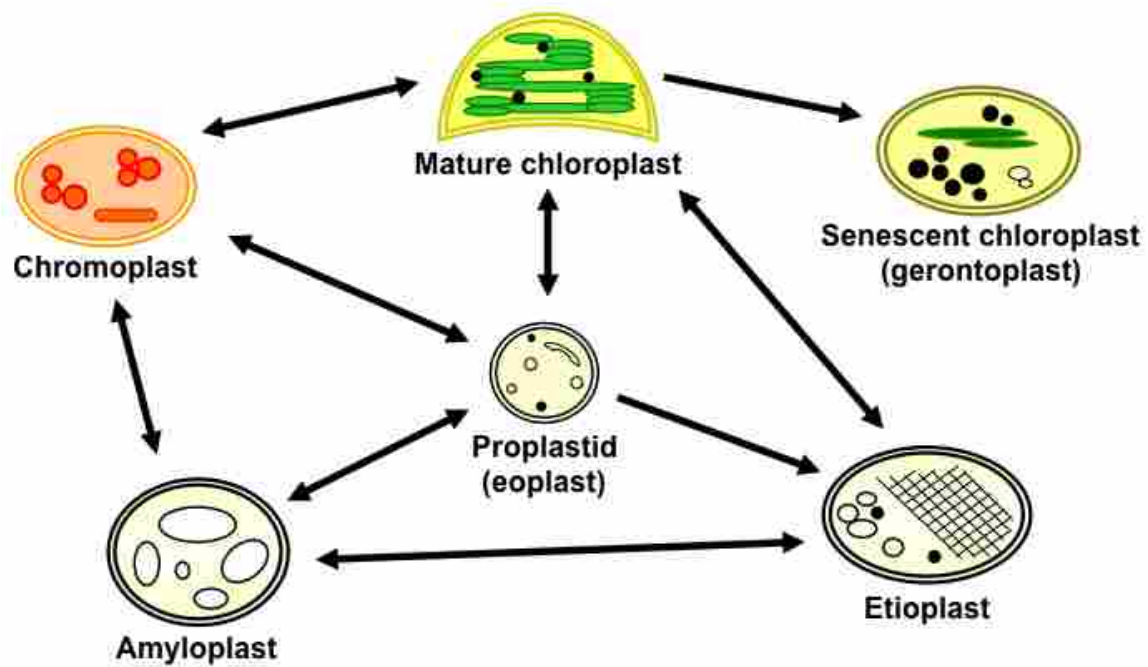 Mature chloroplast
Senescent chloroplast
(gerontoplast)
Chromoplast
Proplastid
(eoplast)
Etioplast
Amyloplast